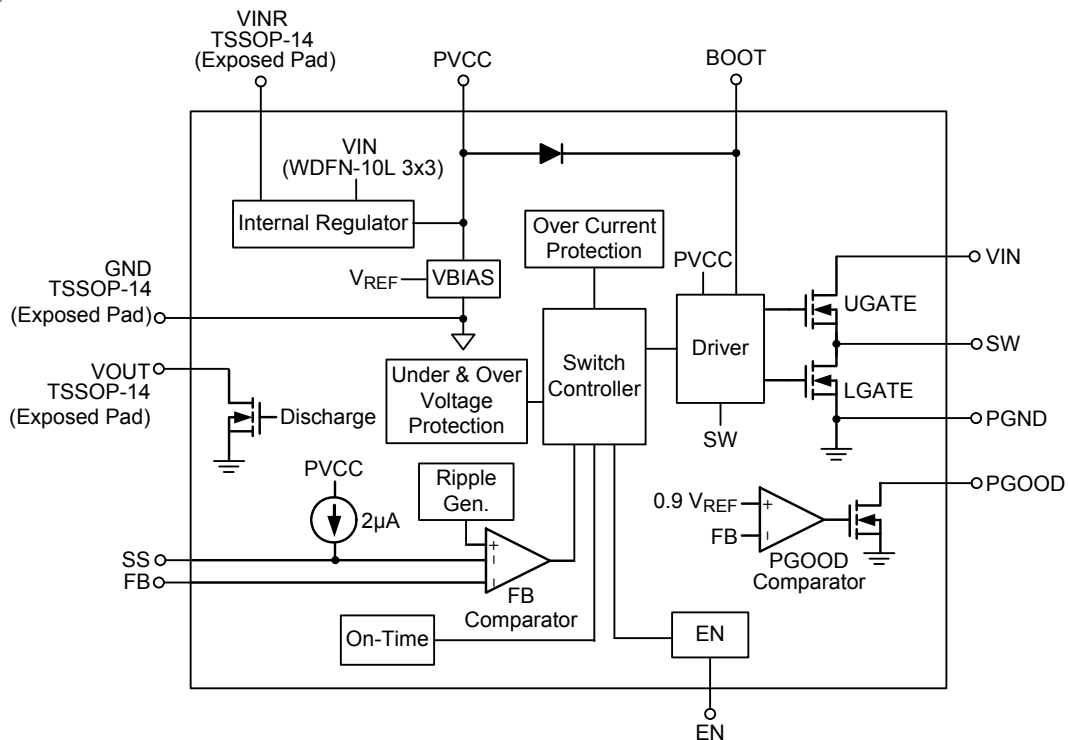 VINR
TSSOP-14
(Exposed Pad)
PVCC
BOOT
VIN
(WDFN-10L 3x3)
Internal Regulator
Over Current
Protection
PVCC
VIN
GND
TSSOP-14
(Exposed Pad)
VREF
VBIAS
UGATE
Driver
SW
Switch
Controller
VOUT
TSSOP-14
(Exposed Pad)
Under & Over
Voltage
Protection
LGATE
Discharge
SW
PGND
PVCC
Ripple
Gen.
2µA
PGOOD
0.9 VREF
+
FB
-
PGOOD
Comparator
SS
FB
+
-
-
FB
Comparator
On-Time
EN
EN